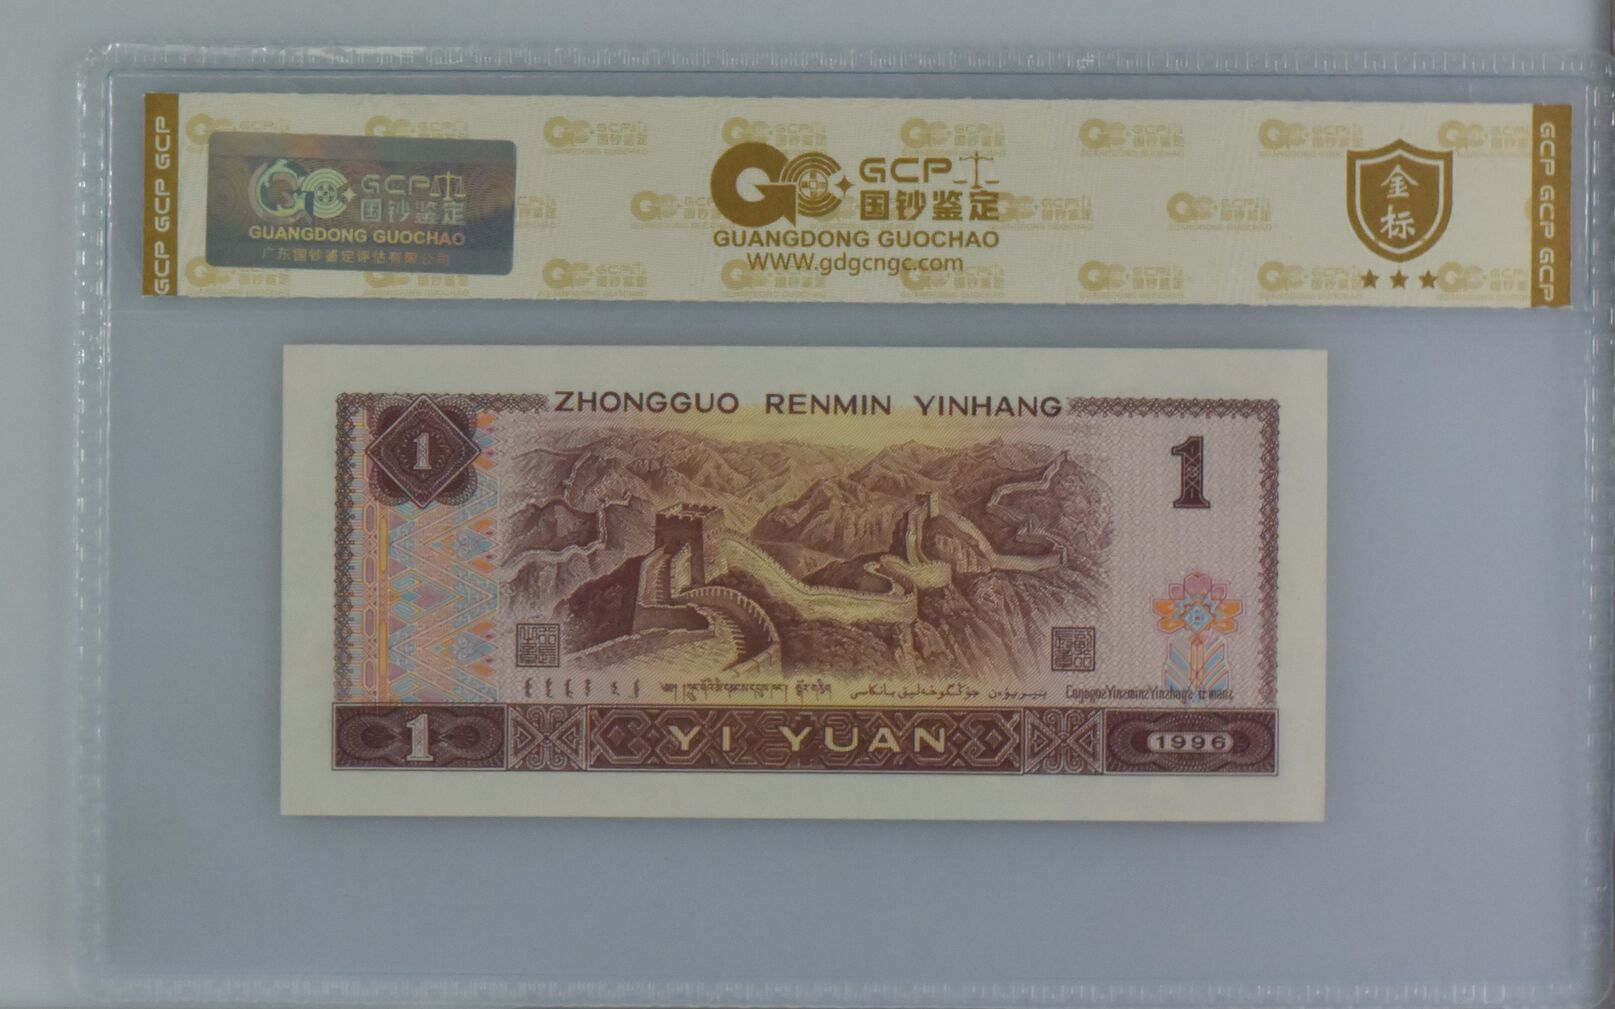 GCP GCP GCP
GCP
国钞鉴定
GUANGDONG GUOCHAO
广东国钞鉴定评估有限公司
GCP
国钞鉴定
GUANGDONG GUOCHAO
WWW.gdgcngc.com
金
标
GCP GCP GCP
ZHONGGUO RENMIN YINHANG
1
1
1
YI YUAN
1996